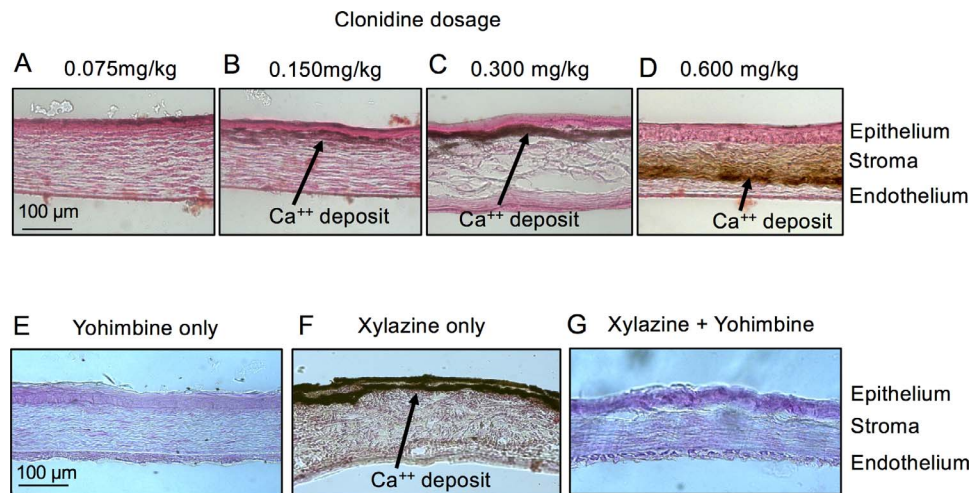 Clonidine dosage
A 0.075mg/kg B 0.150mg/kg C 0.300 mg/kg D 0.600 mg/kg
Epithelium
Stroma
Endothelium
Ca⁺⁺ deposit Ca⁺⁺ deposit Ca⁺⁺ deposit
100 µm
E Yohimbine only F Xylazine only G Xylazine + Yohimbine
Epithelium
Stroma
Endothelium
100 µm Ca⁺⁺ deposit